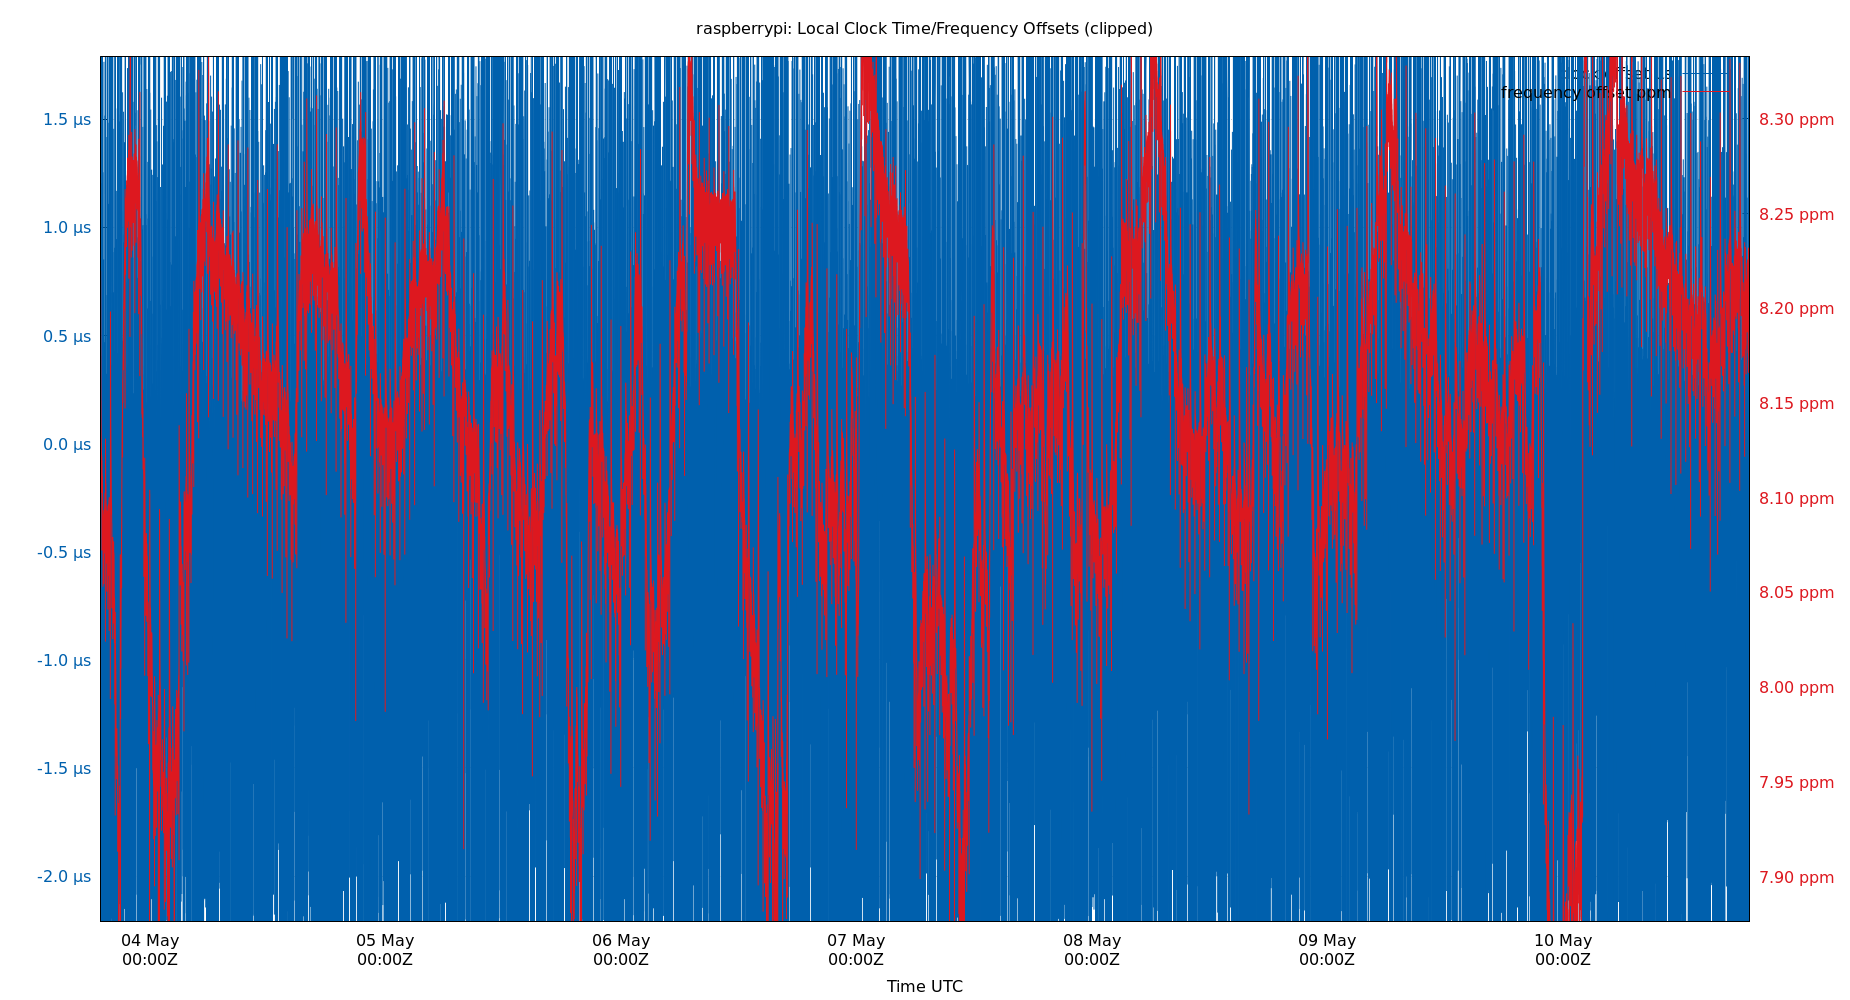 raspberrypi: Local Clock Time/Frequency Offsets (clipped)
frequency offset ppm
1.5 µs
1.0 µs
0.5 µs
0.0 µs
-0.5 µs
-1.0 µs
-1.5 µs
-2.0 µs
8.30 ppm
8.25 ppm
8.20 ppm
8.15 ppm
8.10 ppm
8.05 ppm
8.00 ppm
7.95 ppm
7.90 ppm
04 May 05 May 06 May 07 May 08 May 09 May 10 May
00:00Z 00:00Z 00:00Z 00:00Z 00:00Z 00:00Z 00:00Z
Time UTC